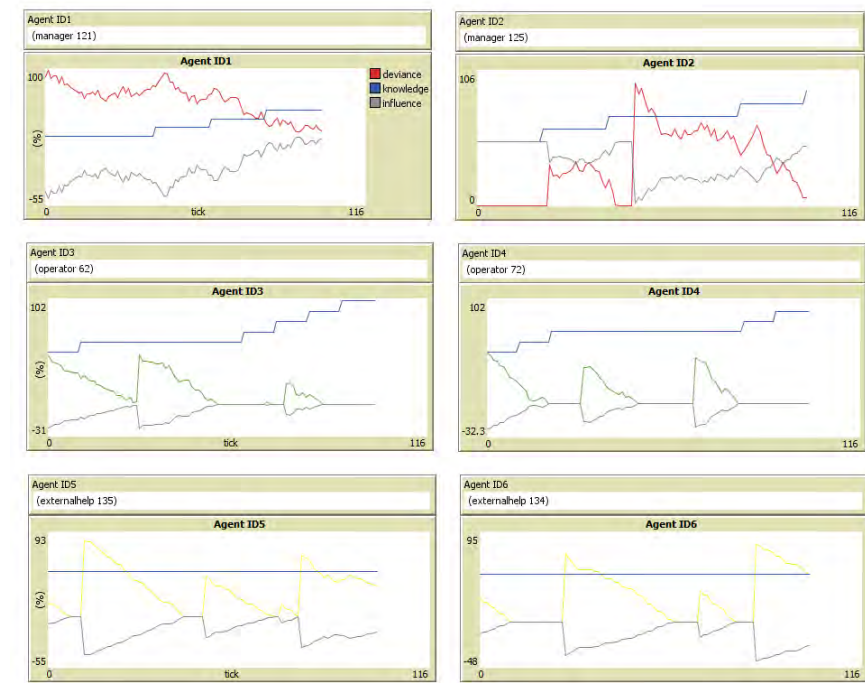 Agent ID1
(manager 121)
Agent ID1
100
(%)
-55
0
tick
116
deviance
knowledge
influence
Agent ID2
(manager 125)
Agent ID2
106
0
0
116
Agent ID3
(operator 62)
Agent ID3
102
(%)
-31
0
tick
116
Agent ID4
(operator 72)
Agent ID4
102
-32.3
0
116
Agent ID5
(externalhelp 135)
Agent ID5
93
(%)
-55
0
tick
116
Agent ID6
(externalhelp 134)
Agent ID6
95
-48
0
116